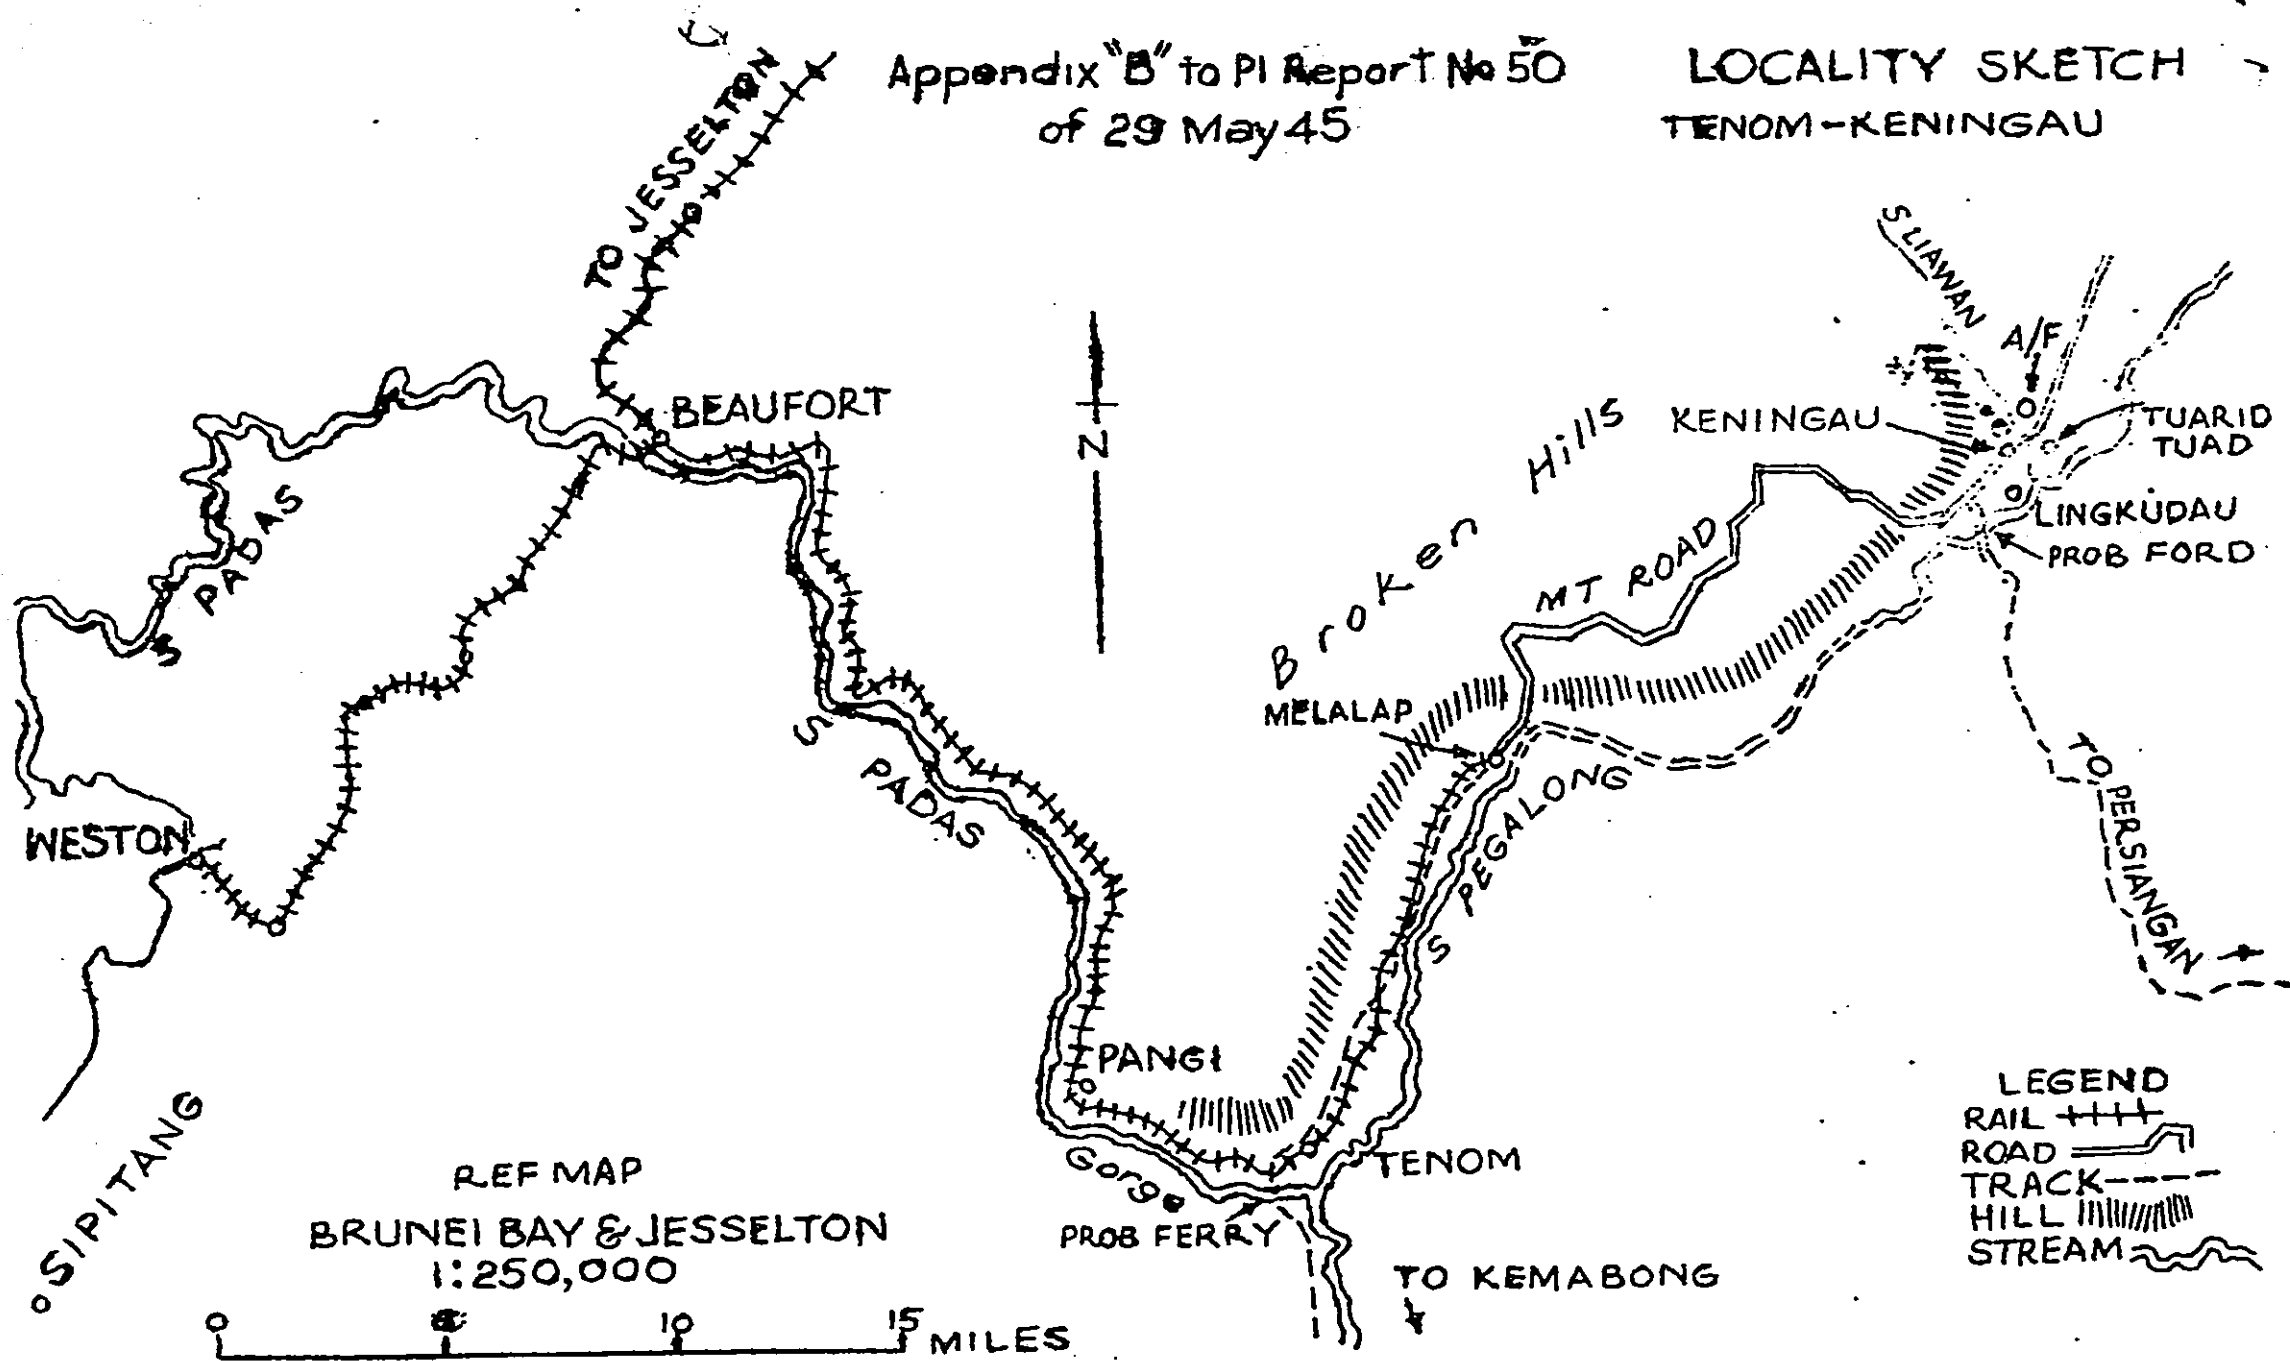 Appendix "B" to PI Report No 50
of 29 May 45
LOCALITY SKETCH
TENOM-KENINGAU
TO JESSELTON
S LIAWAN
A/F
BEAUFORT
N
KENINGAU
TUARID
TUAD
Broken Hills
LINGKUDAU
PROB FORD
MT ROAD
S PADAS
MELALAP
S PADAS
S PEGALONG
TO PERSIANGAN
WESTON
PANGI
Gorge
TENOM
PROB FERRY
TO KEMABONG
SIPITANG
REF MAP
BRUNEI BAY & JESSELTON
1:250,000
0 10 15 MILES
LEGEND
RAIL
ROAD
TRACK
HILL
STREAM